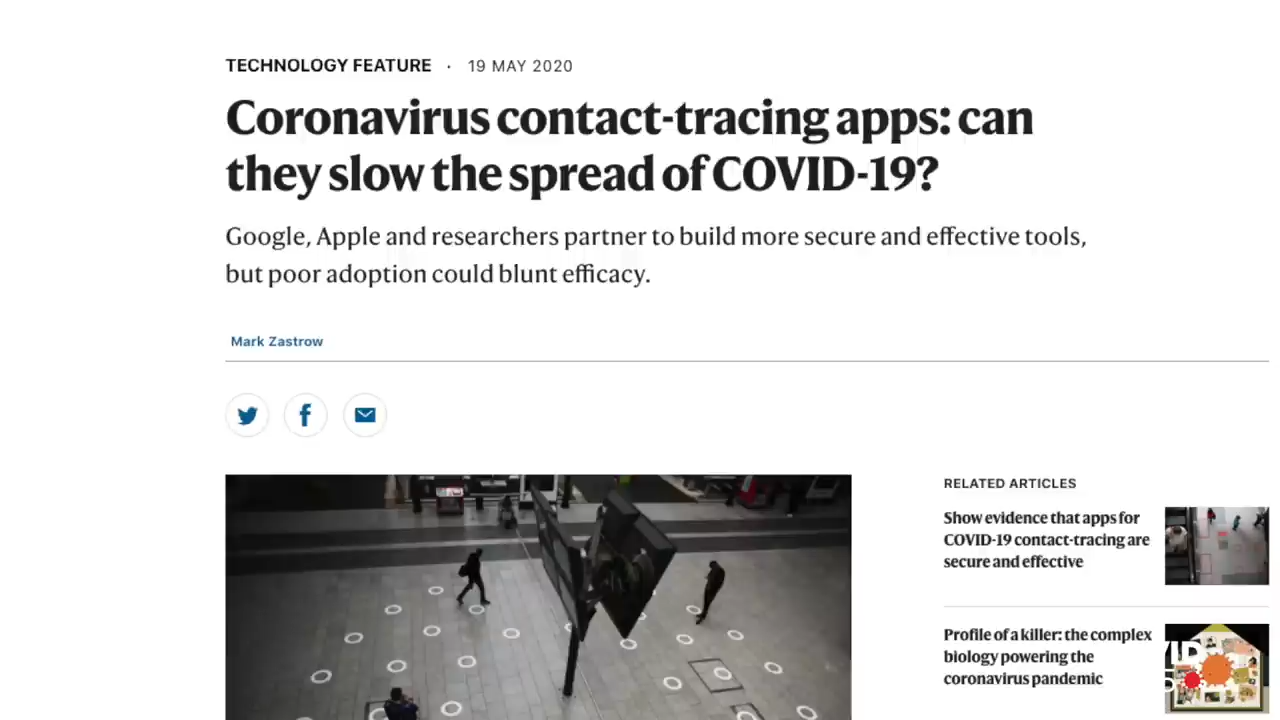 TECHNOLOGY FEATURE · 19 MAY 2020
Coronavirus contact-tracing apps: can
they slow the spread of COVID-19?
Google, Apple and researchers partner to build more secure and effective tools,
but poor adoption could blunt efficacy.
Mark Zastrow
RELATED ARTICLES
Show evidence that apps for
COVID-19 contact-tracing are
secure and effective
Profile of a killer: the complex
biology powering the
coronavirus pandemic